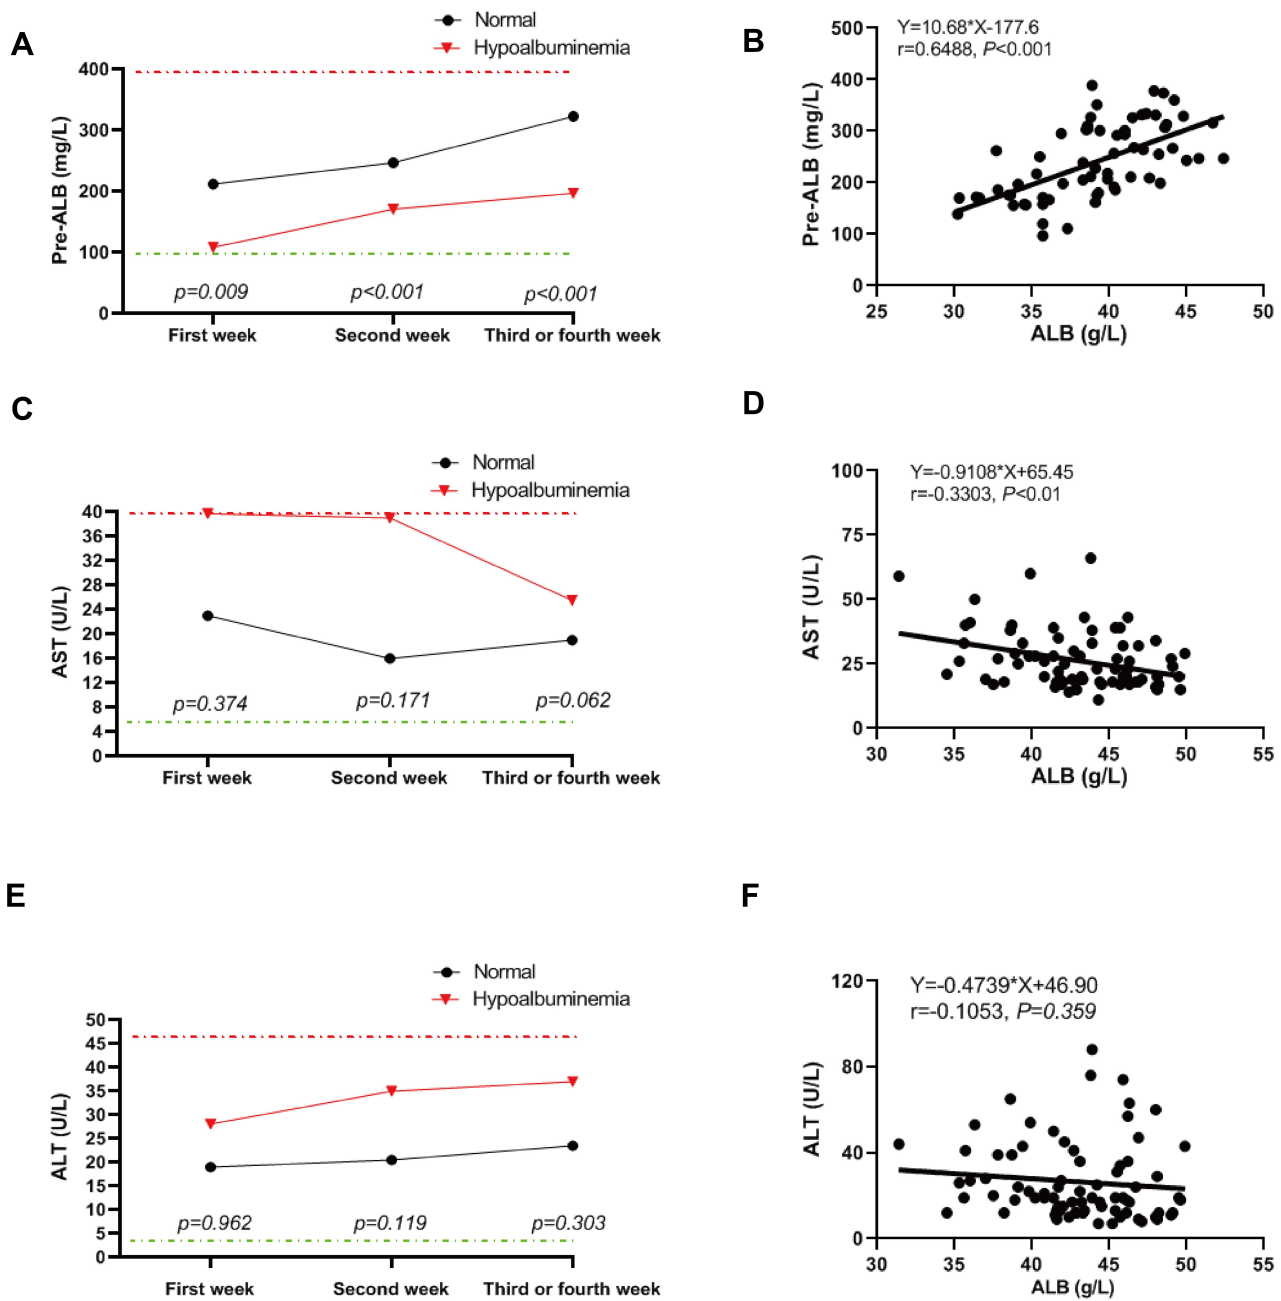 A
Normal
Hypoalbuminemia
Pre-ALB (mg/L)
400
300
200
100
0
p=0.009
p<0.001
p<0.001
First week
Second week
Third or fourth week
B
Y=10.68*X-177.6
r=0.6488, P<0.001
Pre-ALB (mg/L)
500
400
300
200
100
0
25
30
35
40
45
50
ALB (g/L)
C
Normal
Hypoalbuminemia
AST (U/L)
40
36
32
28
24
20
16
12
8
4
0
p=0.374
p=0.171
p=0.062
First week
Second week
Third or fourth week
D
Y=-0.9108*X+65.45
r=-0.3303, P<0.01
AST (U/L)
100
75
50
25
0
30
35
40
45
50
55
ALB (g/L)
E
Normal
Hypoalbuminemia
ALT (U/L)
50
45
40
35
30
25
20
15
10
5
0
p=0.962
p=0.119
p=0.303
First week
Second week
Third or fourth week
F
Y=-0.4739*X+46.90
r=-0.1053, P=0.359
ALT (U/L)
120
80
40
0
30
35
40
45
50
55
ALB (g/L)